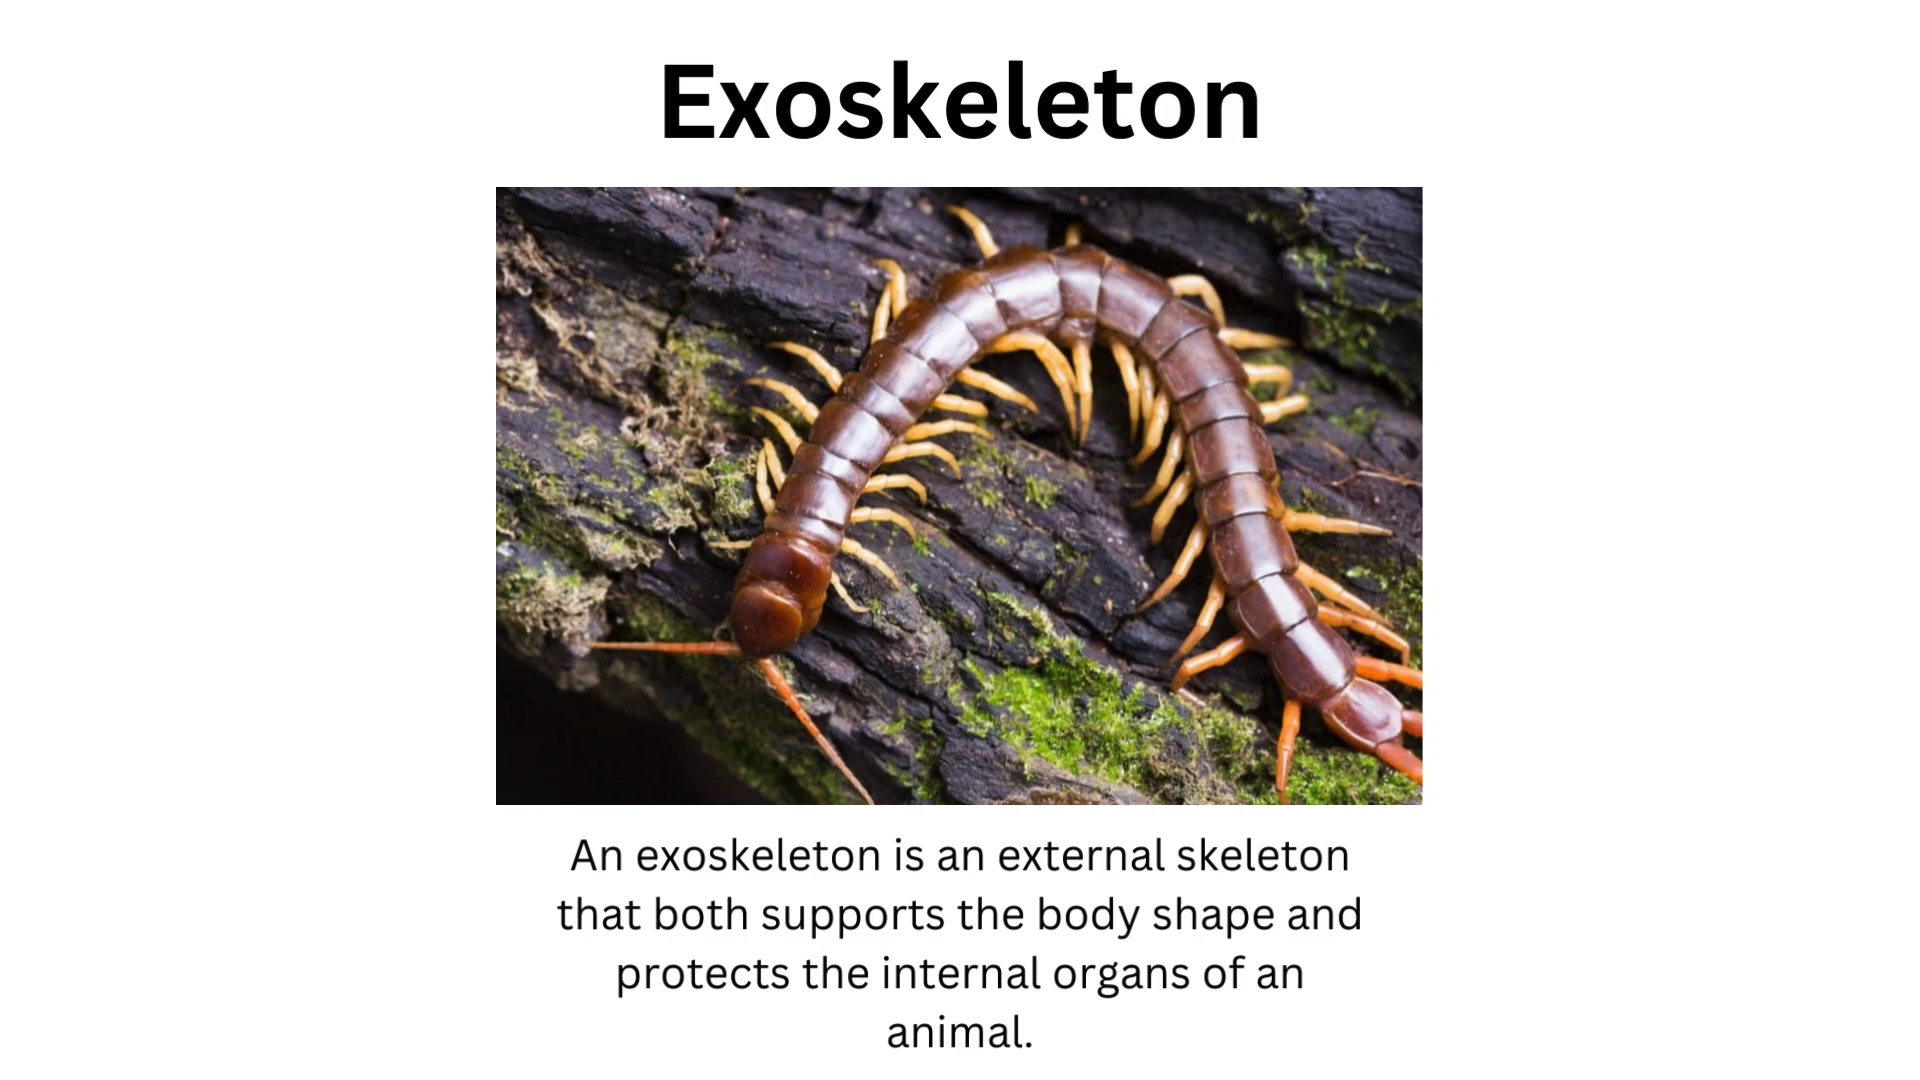 Exoskeleton
An exoskeleton is an external skeleton
that both supports the body shape and
protects the internal organs of an
animal.